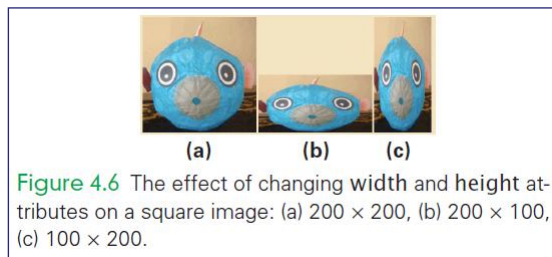 (a) (b) (c)
Figure 4.6 The effect of changing width and height at-
tributes on a square image: (a) 200 × 200, (b) 200 × 100,
(c) 100 × 200.